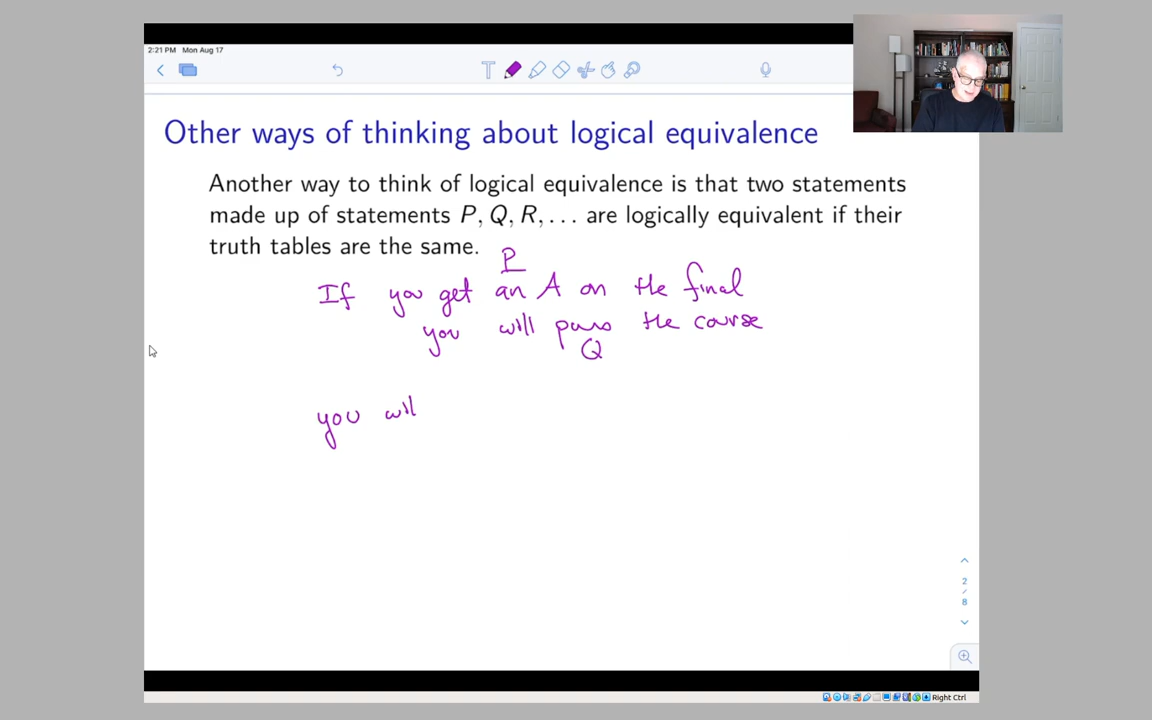 2:21 PM Mon Aug 17
Other ways of thinking about logical equivalence
Another way to think of logical equivalence is that two statements
made up of statements P, Q, R, . . . are logically equivalent if their
truth tables are the same.
P
If you get an A on the final
you will pass the course
Q
you will
2
/
8
Right Ctrl